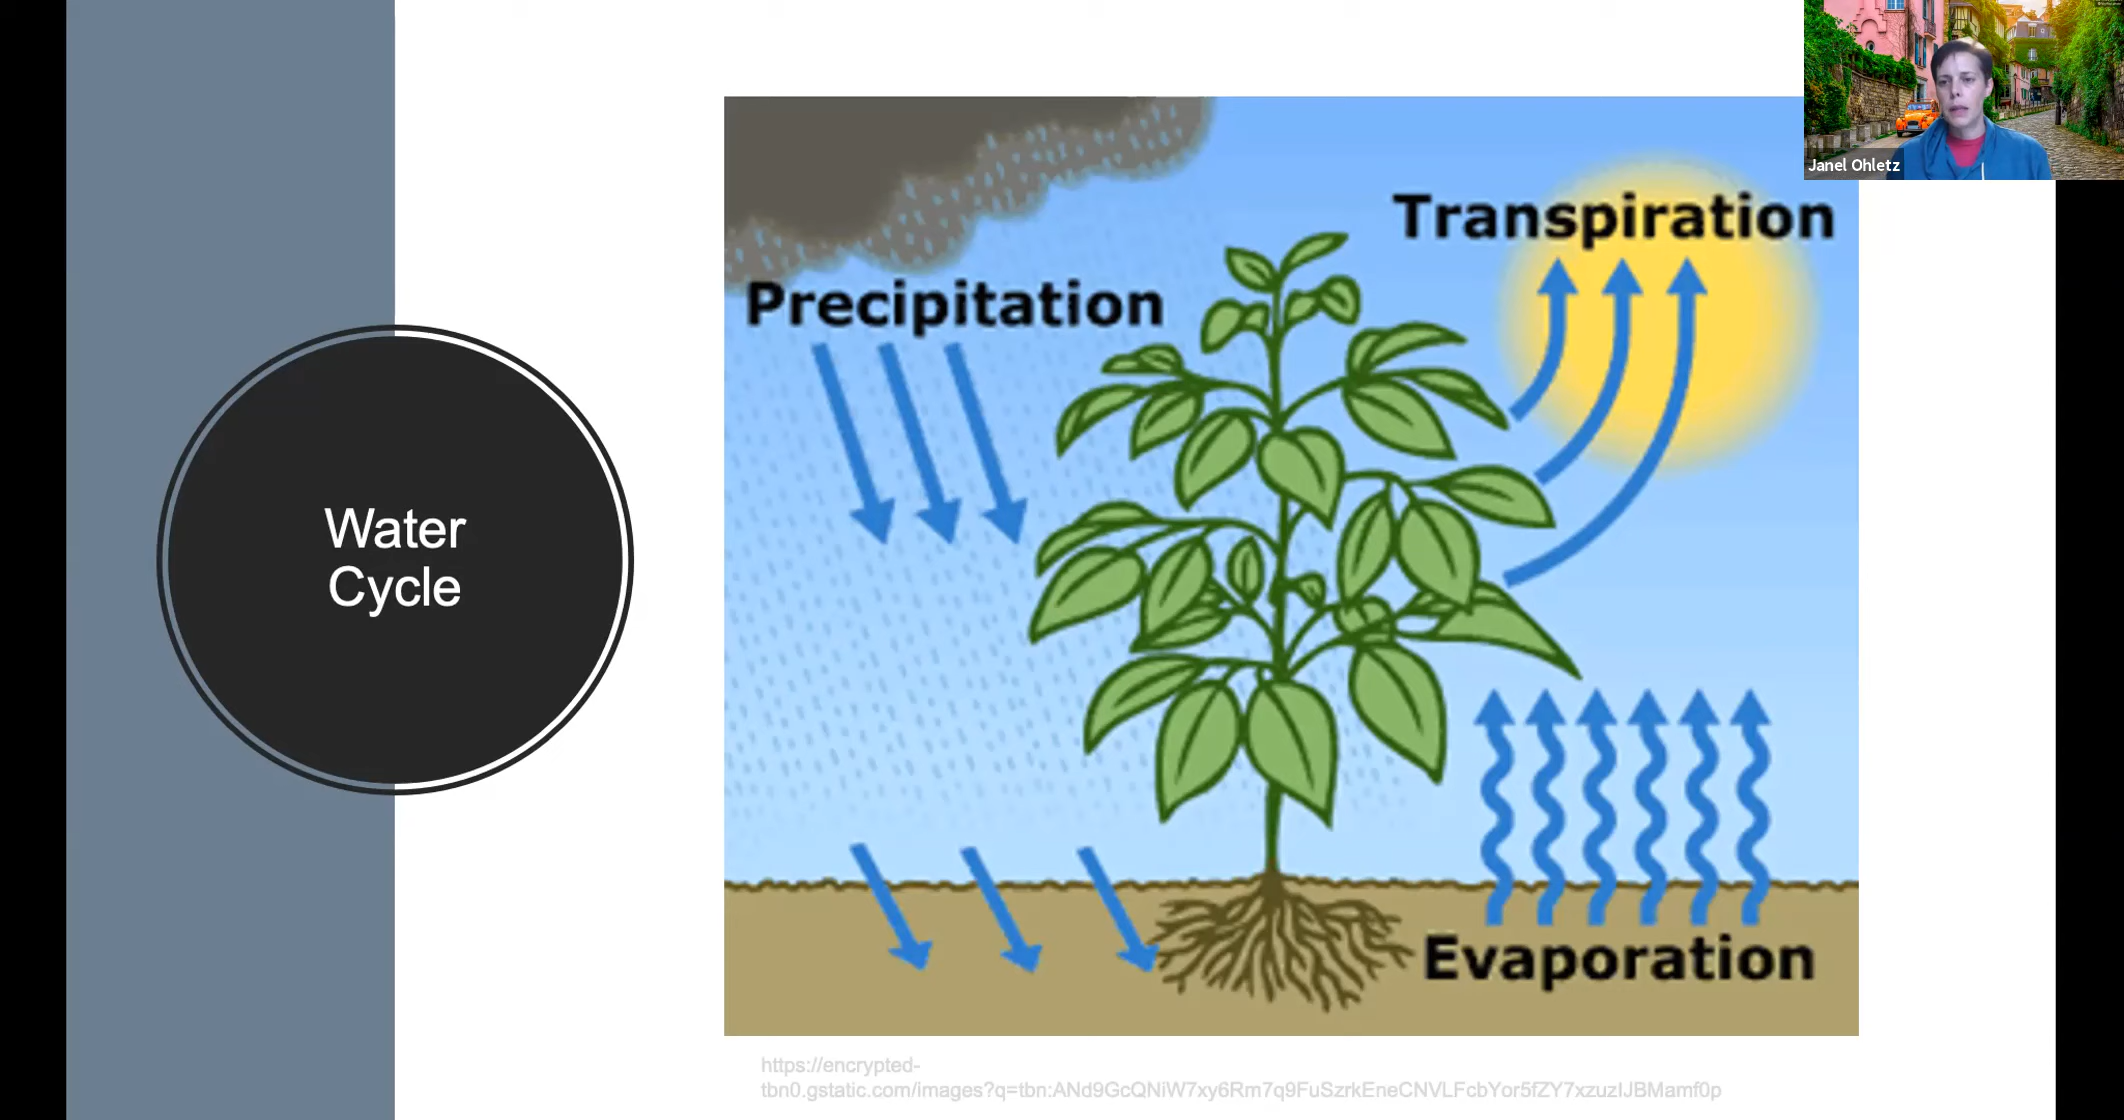 Janel Ohletz
Water
Cycle
Precipitation
Transpiration
Evaporation
https://encrypted-
tbn0.gstatic.com/images?q=tbn:ANd9GcQNiW7xy6Rm7q9FuSzrkEneCNVLFcbYor5fZY7xzuzIJBMamf0p